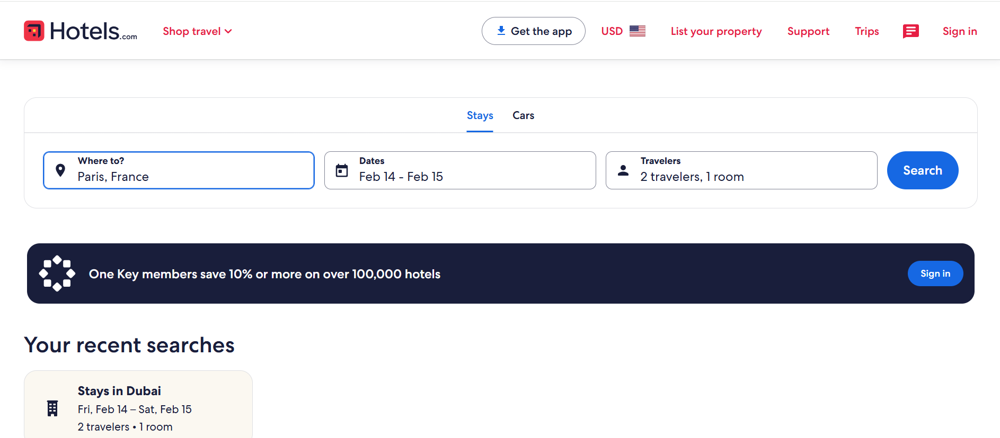 Hotels.com
Shop travel
Get the app
USD
List your property
Support
Trips
Sign in
Stays
Cars
Where to?
Paris, France
Dates
Feb 14 - Feb 15
Travelers
2 travelers, 1 room
Search
One Key members save 10% or more on over 100,000 hotels
Sign in
Your recent searches
Stays in Dubai
Fri, Feb 14 – Sat, Feb 15
2 travelers • 1 room